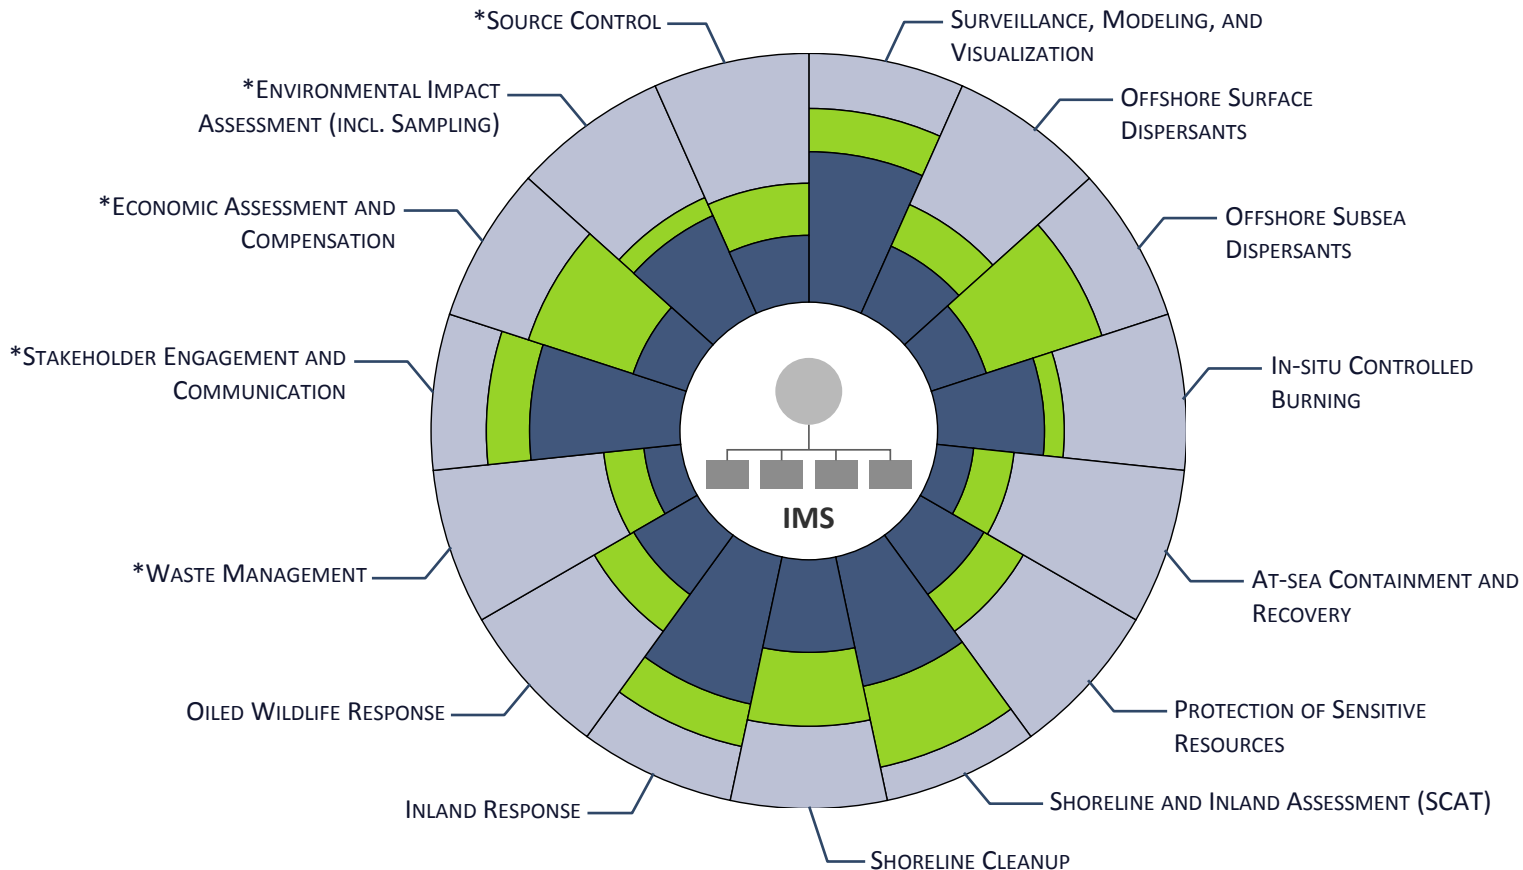 *Source Control
Surveillance, Modeling, and
Visualization
*Environmental Impact
Assessment (incl. Sampling)
Offshore Surface
Dispersants
*Economic Assessment and
Compensation
Offshore Subsea
Dispersants
*Stakeholder Engagement and
Communication
In-situ Controlled
Burning
IMS
*Waste Management
At-sea Containment and
Recovery
Oiled Wildlife Response
Protection of Sensitive
Resources
Inland Response
Shoreline and Inland Assessment (SCAT)
Shoreline Cleanup